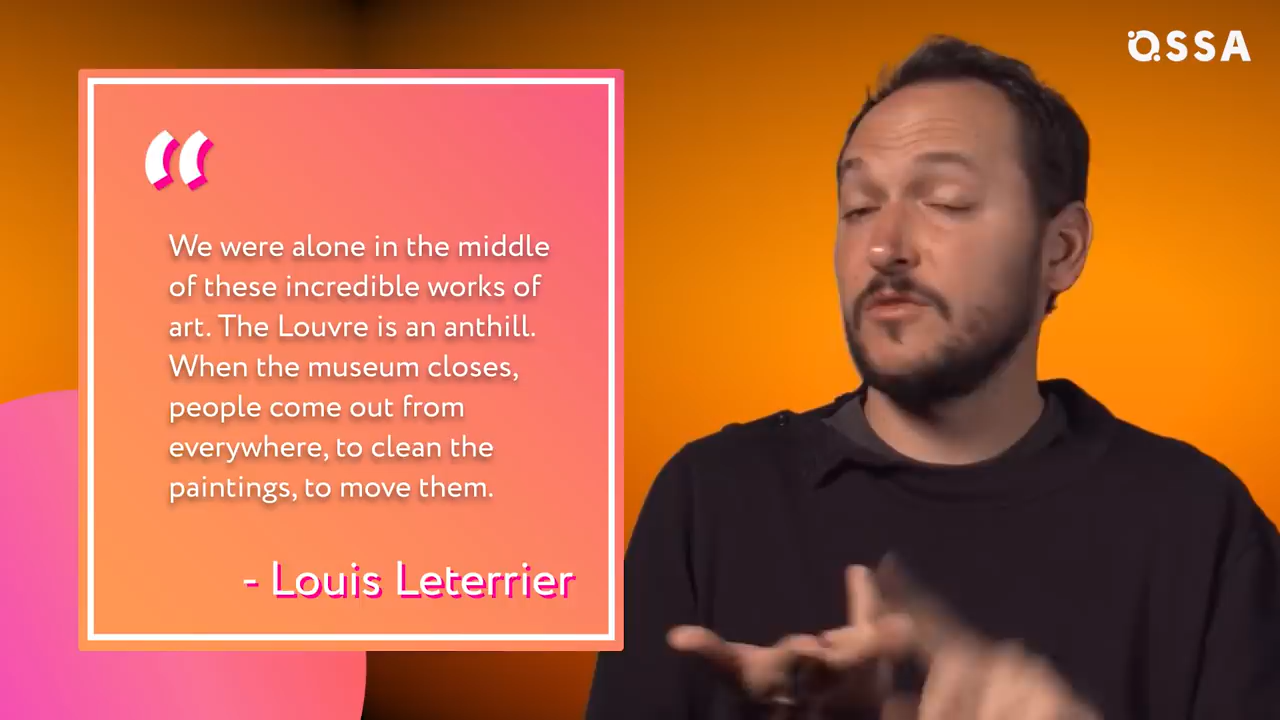 OSSA
“
We were alone in the middle
of these incredible works of
art. The Louvre is an anthill.
When the museum closes,
people come out from
everywhere, to clean the
paintings, to move them.
- Louis Leterrier